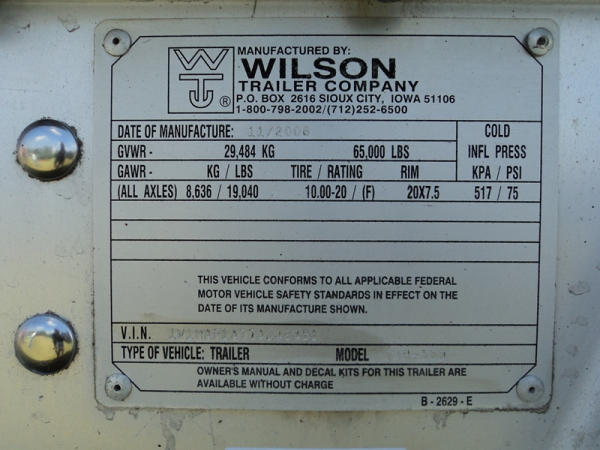 WT
®
MANUFACTURED BY:
WILSON
TRAILER COMPANY
P.O. BOX 2616 SIOUX CITY, IOWA 51106
1-800-798-2002/(712)252-6500
DATE OF MANUFACTURE: 11/2006
COLD
GVWR - 29,484 KG 65,000 LBS INFL PRESS
GAWR - KG / LBS TIRE / RATING RIM KPA / PSI
(ALL AXLES) 8,636 / 19,040 10.00-20 / (F) 20X7.5 517 / 75
THIS VEHICLE CONFORMS TO ALL APPLICABLE FEDERAL
MOTOR VEHICLE SAFETY STANDARDS IN EFFECT ON THE
DATE OF ITS MANUFACTURE SHOWN.
V.I.N.
TYPE OF VEHICLE: TRAILER MODEL
OWNER'S MANUAL AND DECAL KITS FOR THIS TRAILER ARE
AVAILABLE WITHOUT CHARGE
B - 2629 - E